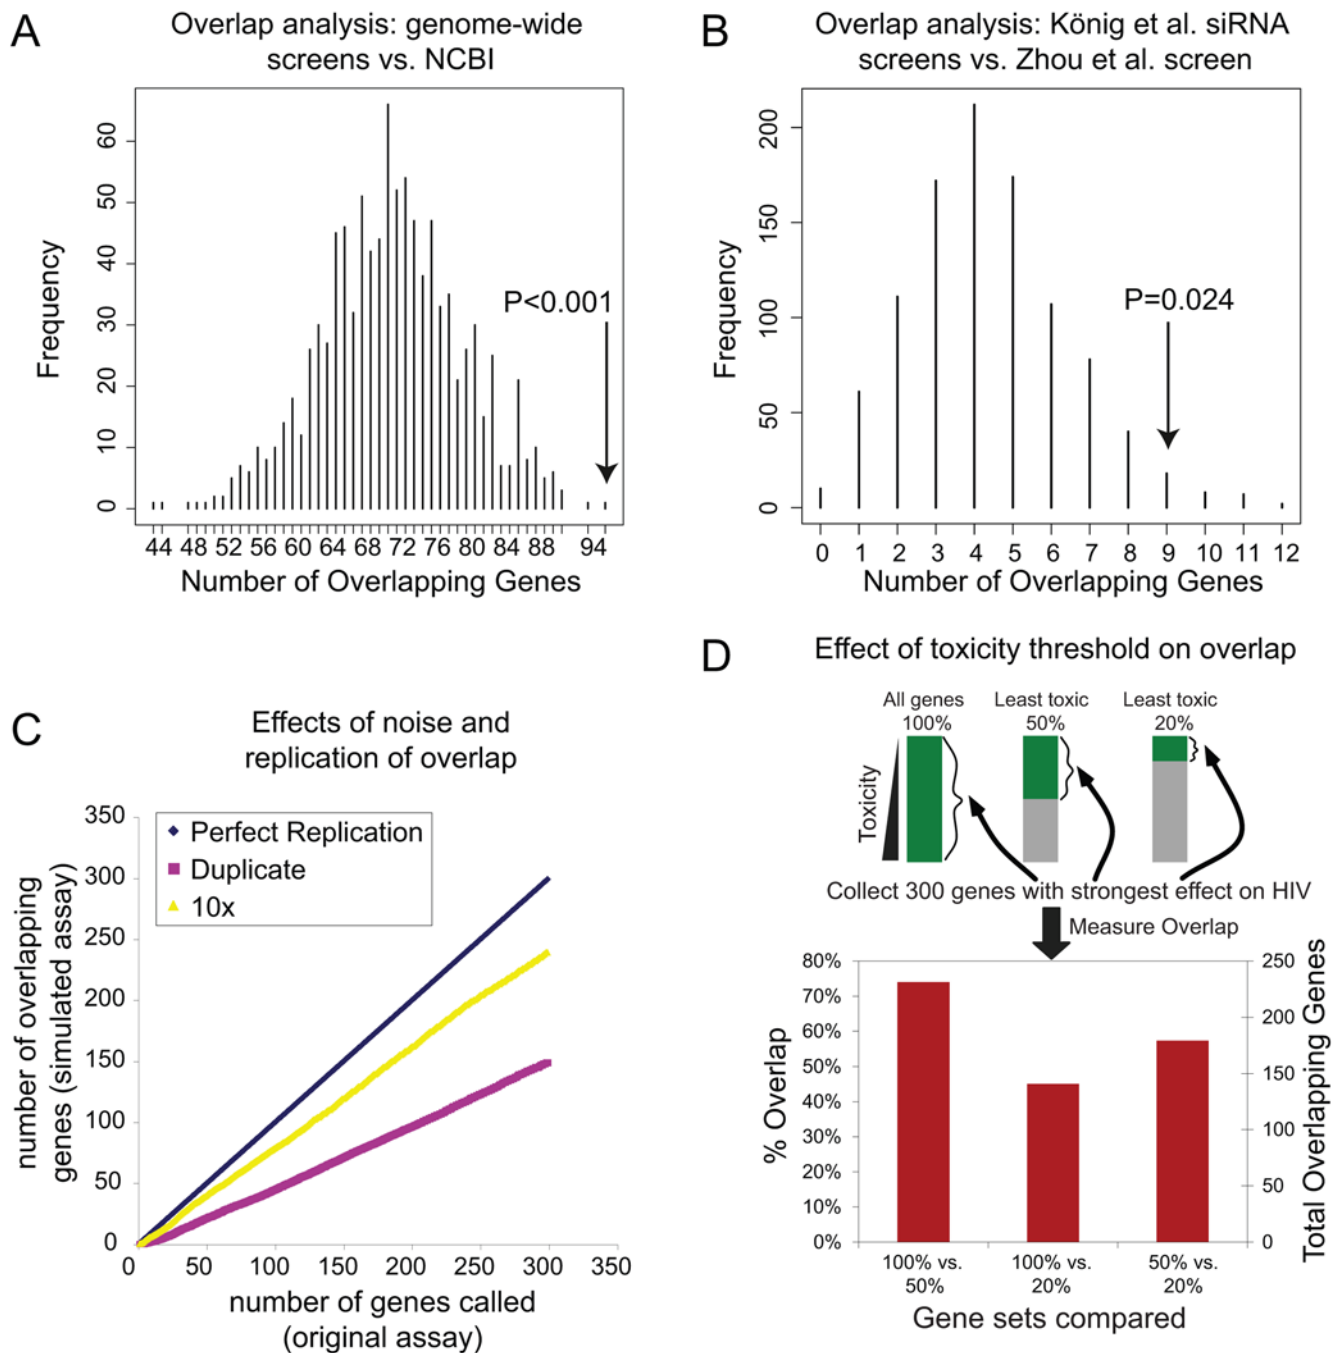 A
Overlap analysis: genome-wide
screens vs. NCBI
Frequency
60
50
40
30
20
10
0
P<0.001
44 48 52 56 60 64 68 72 76 80 84 88 94
Number of Overlapping Genes
B
Overlap analysis: König et al. siRNA
screens vs. Zhou et al. screen
Frequency
200
150
100
50
0
P=0.024
0 1 2 3 4 5 6 7 8 9 10 11 12
Number of Overlapping Genes
C
Effects of noise and
replication of overlap
number of overlapping
genes (simulated assay)
350
300
250
200
150
100
50
0
Perfect Replication
Duplicate
10x
0 50 100 150 200 250 300 350
number of genes called
(original assay)
D
Effect of toxicity threshold on overlap
All genes
100%
Least toxic
50%
Least toxic
20%
Toxicity
Collect 300 genes with strongest effect on HIV
Measure Overlap
% Overlap
80%
70%
60%
50%
40%
30%
20%
10%
0%
250
200
150
100
50
0
Total Overlapping Genes
100% vs.
50%
100% vs.
20%
50% vs.
20%
Gene sets compared